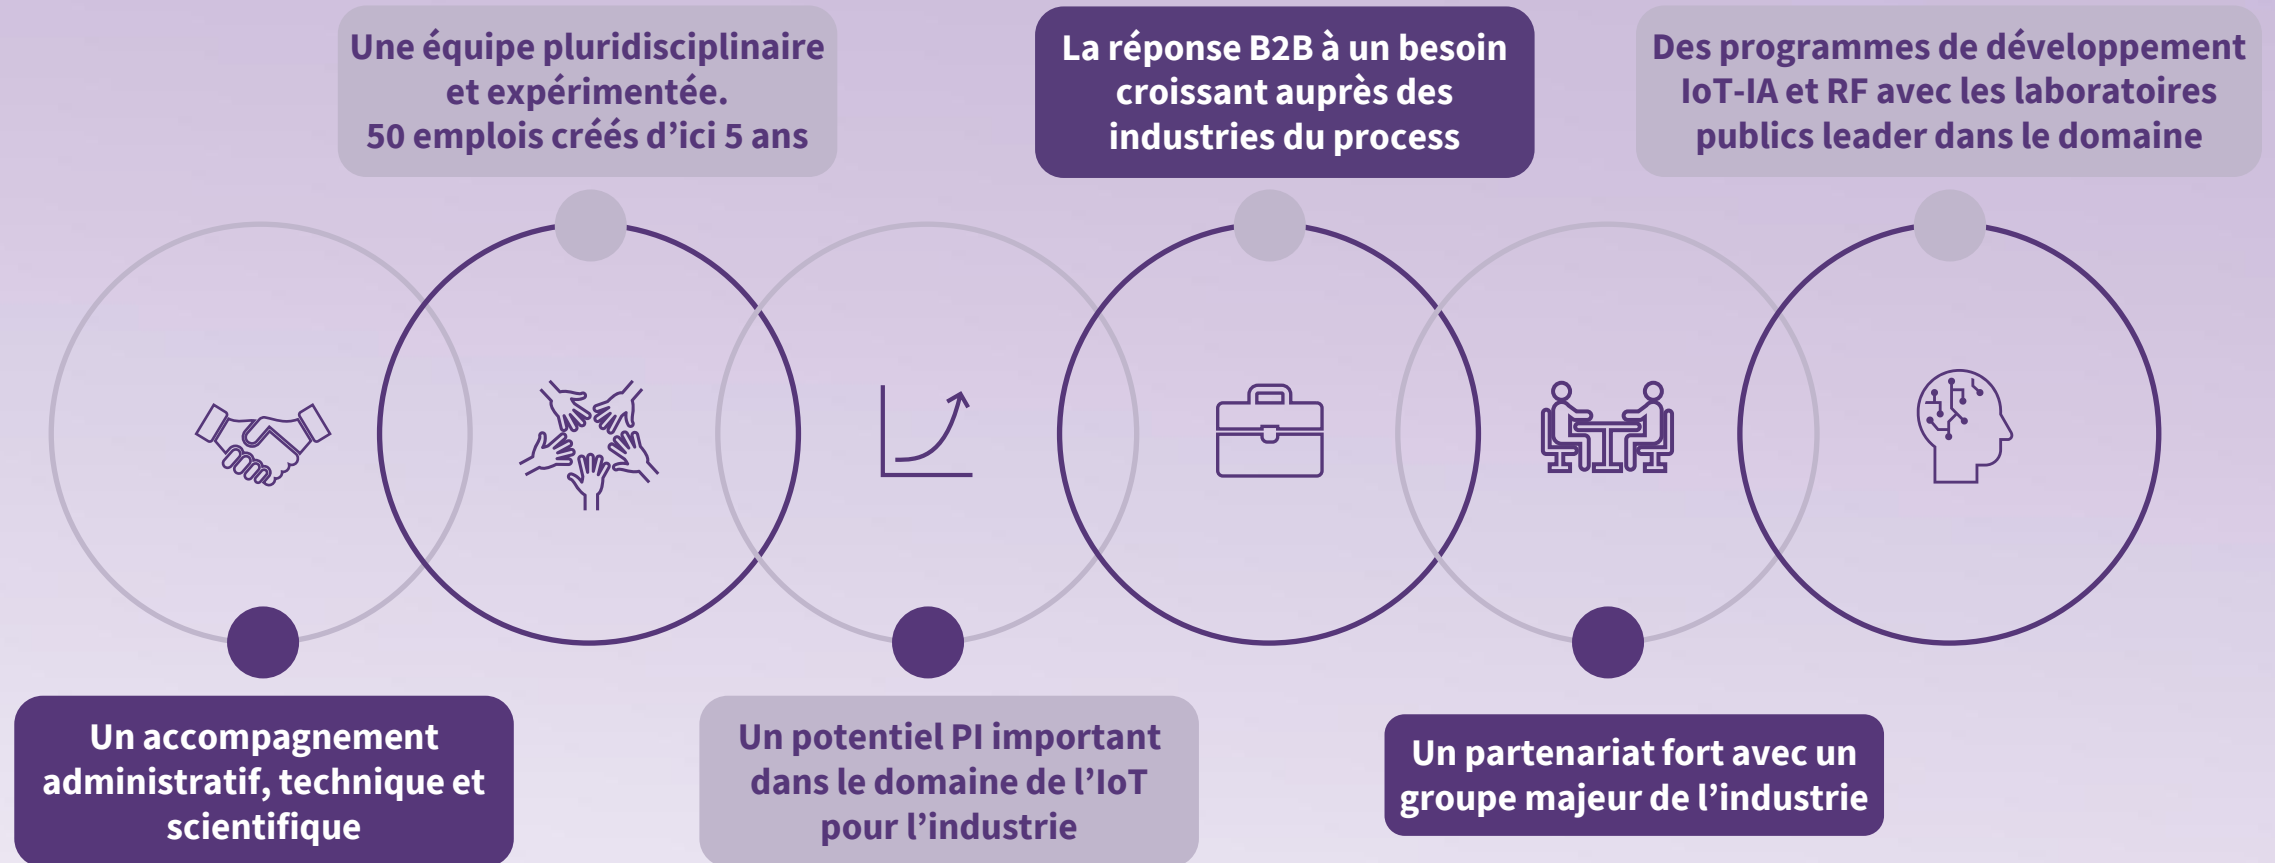 Une équipe pluridisciplinaire
et expérimentée.
50 emplois créés d’ici 5 ans
La réponse B2B à un besoin
croissant auprès des
industries du process
Des programmes de développement
IoT-IA et RF avec les laboratoires
publics leader dans le domaine
Un accompagnement
administratif, technique et
scientifique
Un potentiel PI important
dans le domaine de l’IoT
pour l’industrie
Un partenariat fort avec un
groupe majeur de l’industrie